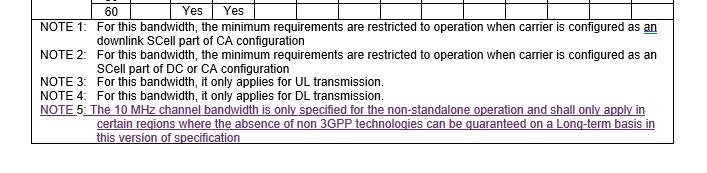 60 Yes Yes
NOTE 1: For this bandwidth, the minimum requirements are restricted to operation when carrier is configured as an
downlink SCell part of CA configuration
NOTE 2: For this bandwidth, the minimum requirements are restricted to operation when carrier is configured as an
SCell part of DC or CA configuration
NOTE 3: For this bandwidth, it only applies for UL transmission.
NOTE 4: For this bandwidth, it only applies for DL transmission.
NOTE 5: The 10 MHz channel bandwidth is only specified for the non-standalone operation and shall only apply in
certain regions where the absence of non 3GPP technologies can be guaranteed on a Long-term basis in
this version of specification